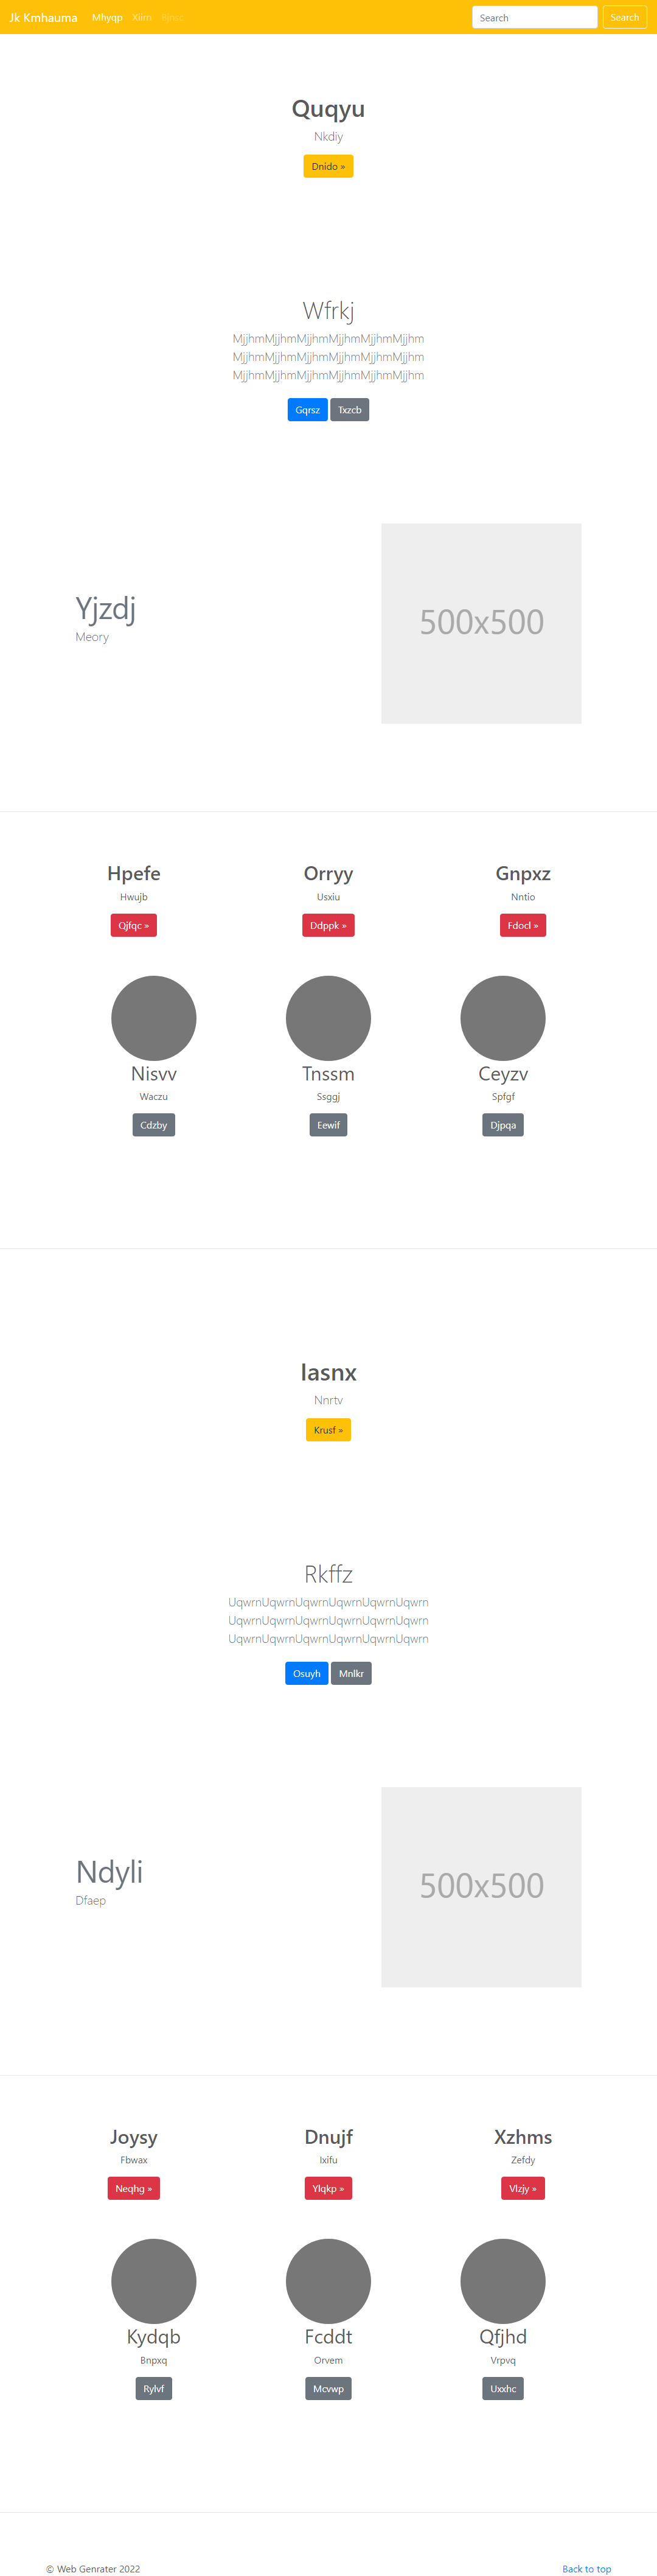 Jk Kmhauma Mhyqp Xiim Search Search
Quqyu
Nkdiy
Dnido »
Wfrkj
MjjhmMjjhmMjjhmMjjhmMjjhmMjjhm
MjjhmMjjhmMjjhmMjjhmMjjhmMjjhm
MjjhmMjjhmMjjhmMjjhmMjjhmMjjhm
Gqrsz Txzcb
Yjzdj
Meory
500x500
Hpefe Orryy Gnpxz
Hwujb Usxiu Nntio
Qjfqc » Ddppk » Fdocl »
Nisvv Tnssm Ceyzv
Waczu Ssggj Spfgf
Cdzby Eewif Djpqa
Iasnx
Nnrtv
Krusf »
Rkffz
UqwrnUqwrnUqwrnUqwrnUqwrnUqwrn
UqwrnUqwrnUqwrnUqwrnUqwrnUqwrn
UqwrnUqwrnUqwrnUqwrnUqwrnUqwrn
Osuyh Mnlkr
Ndyli
Dfaep
500x500
Joysy Dnujf Xzhms
Fbwax Ixifu Zefdy
Neqhg » Ylqkp » Vlzjy »
Kydqb Fcddt Qfjhd
Bnpxq Orvem Vrpvq
Rylvf Mcvwp Uxxhc
© Web Genrater 2022 Back to top